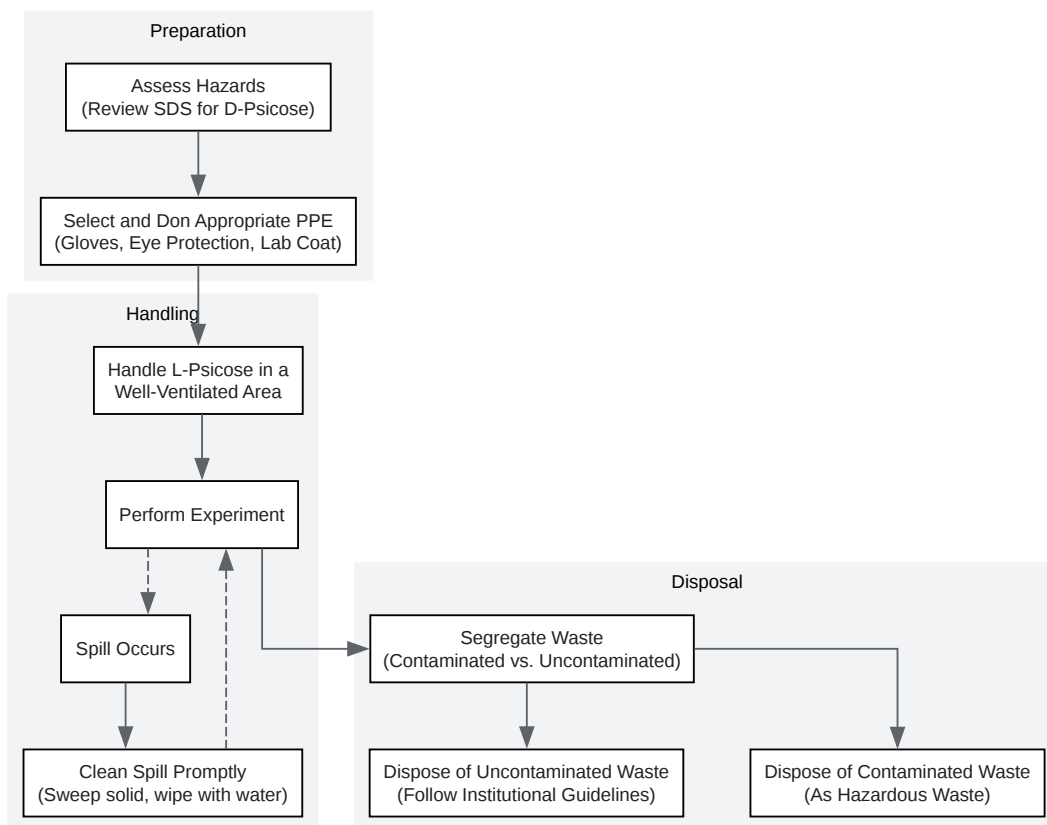 Preparation
Assess Hazards
(Review SDS for D-Psicose)
Select and Don Appropriate PPE
(Gloves, Eye Protection, Lab Coat)
Handling
Handle L-Psicose in a
Well-Ventilated Area
Perform Experiment
Spill Occurs
Clean Spill Promptly
(Sweep solid, wipe with water)
Disposal
Segregate Waste
(Contaminated vs. Uncontaminated)
Dispose of Uncontaminated Waste
(Follow Institutional Guidelines)
Dispose of Contaminated Waste
(As Hazardous Waste)